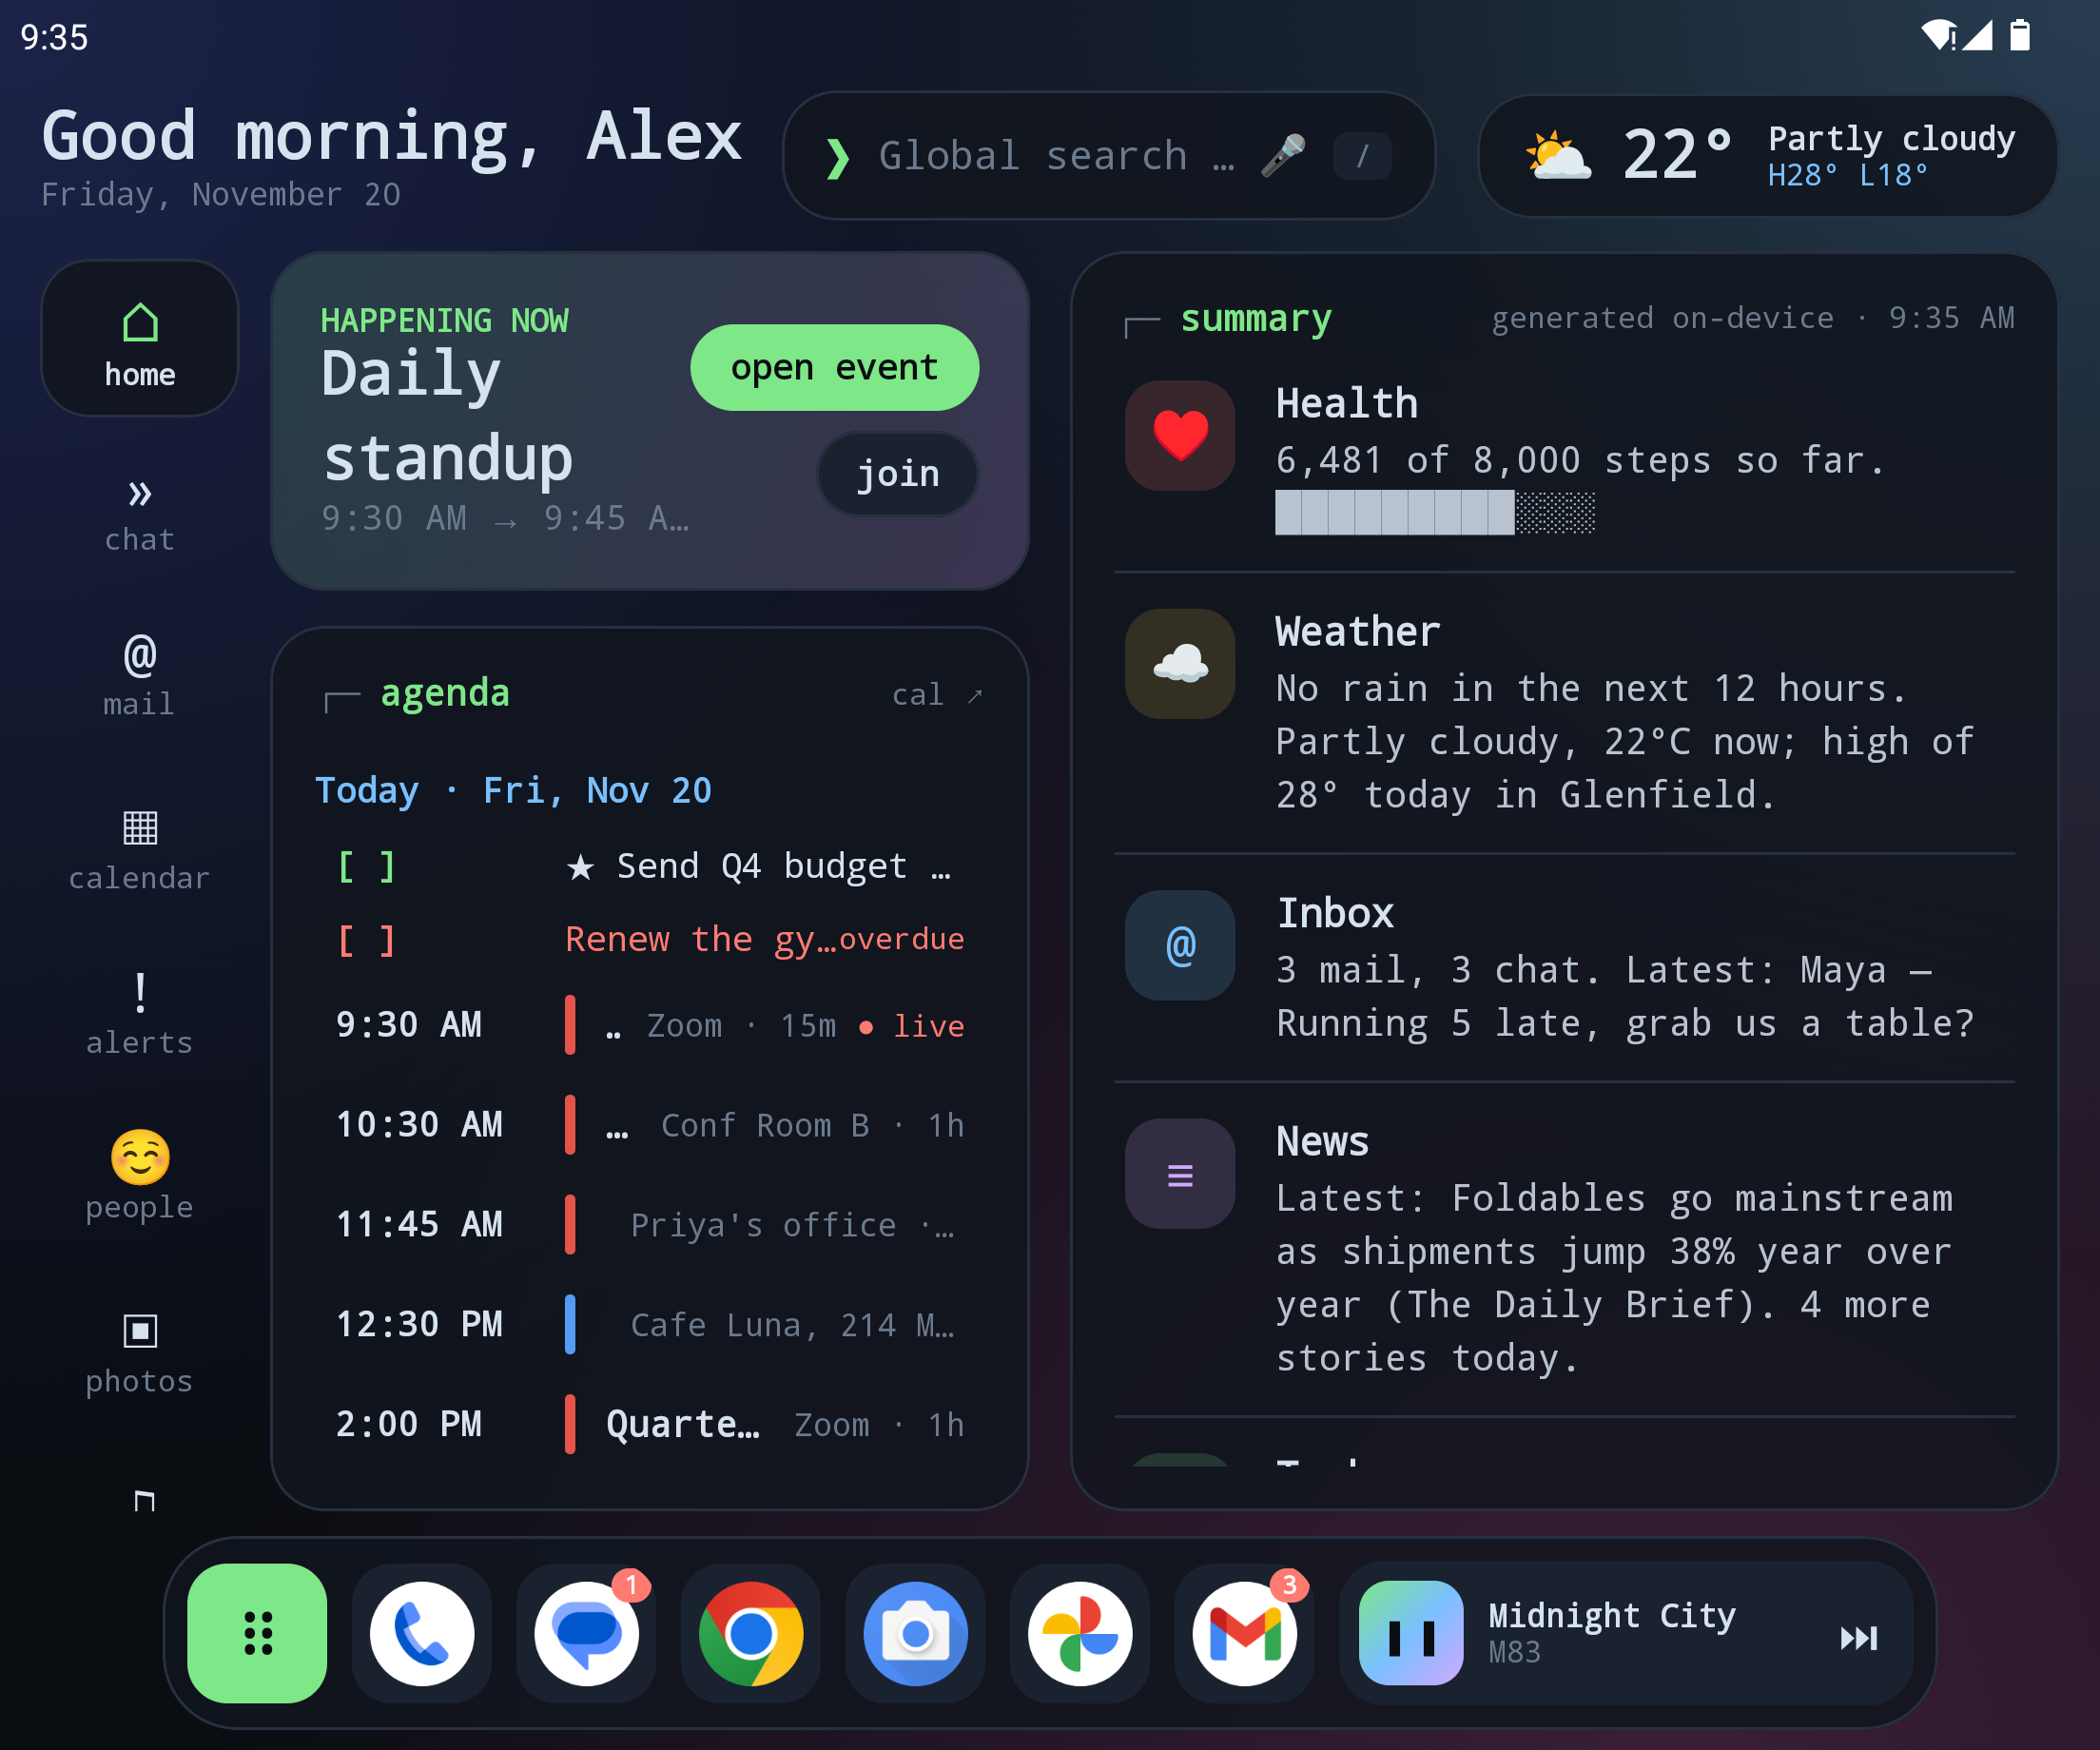 9:35
Good morning, Alex
Friday, November 20
❯ Global search … /
22° Partly cloudy
H28° L18°
home
chat
@
mail
calendar
!
alerts
people
photos
HAPPENING NOW
Daily
standup
9:30 AM → 9:45 A…
open event
join
agenda
cal ↗
Today · Fri, Nov 20
[ ] ★ Send Q4 budget …
[ ] Renew the gy… overdue
9:30 AM … Zoom · 15m ● live
10:30 AM … Conf Room B · 1h
11:45 AM Priya's office ·…
12:30 PM Cafe Luna, 214 M…
2:00 PM Quarte… Zoom · 1h
summary
generated on-device · 9:35 AM
Health
6,481 of 8,000 steps so far.
Weather
No rain in the next 12 hours.
Partly cloudy, 22°C now; high of
28° today in Glenfield.
@
Inbox
3 mail, 3 chat. Latest: Maya —
Running 5 late, grab us a table?
News
Latest: Foldables go mainstream
as shipments jump 38% year over
year (The Daily Brief). 4 more
stories today.
1
3
Midnight City
M83